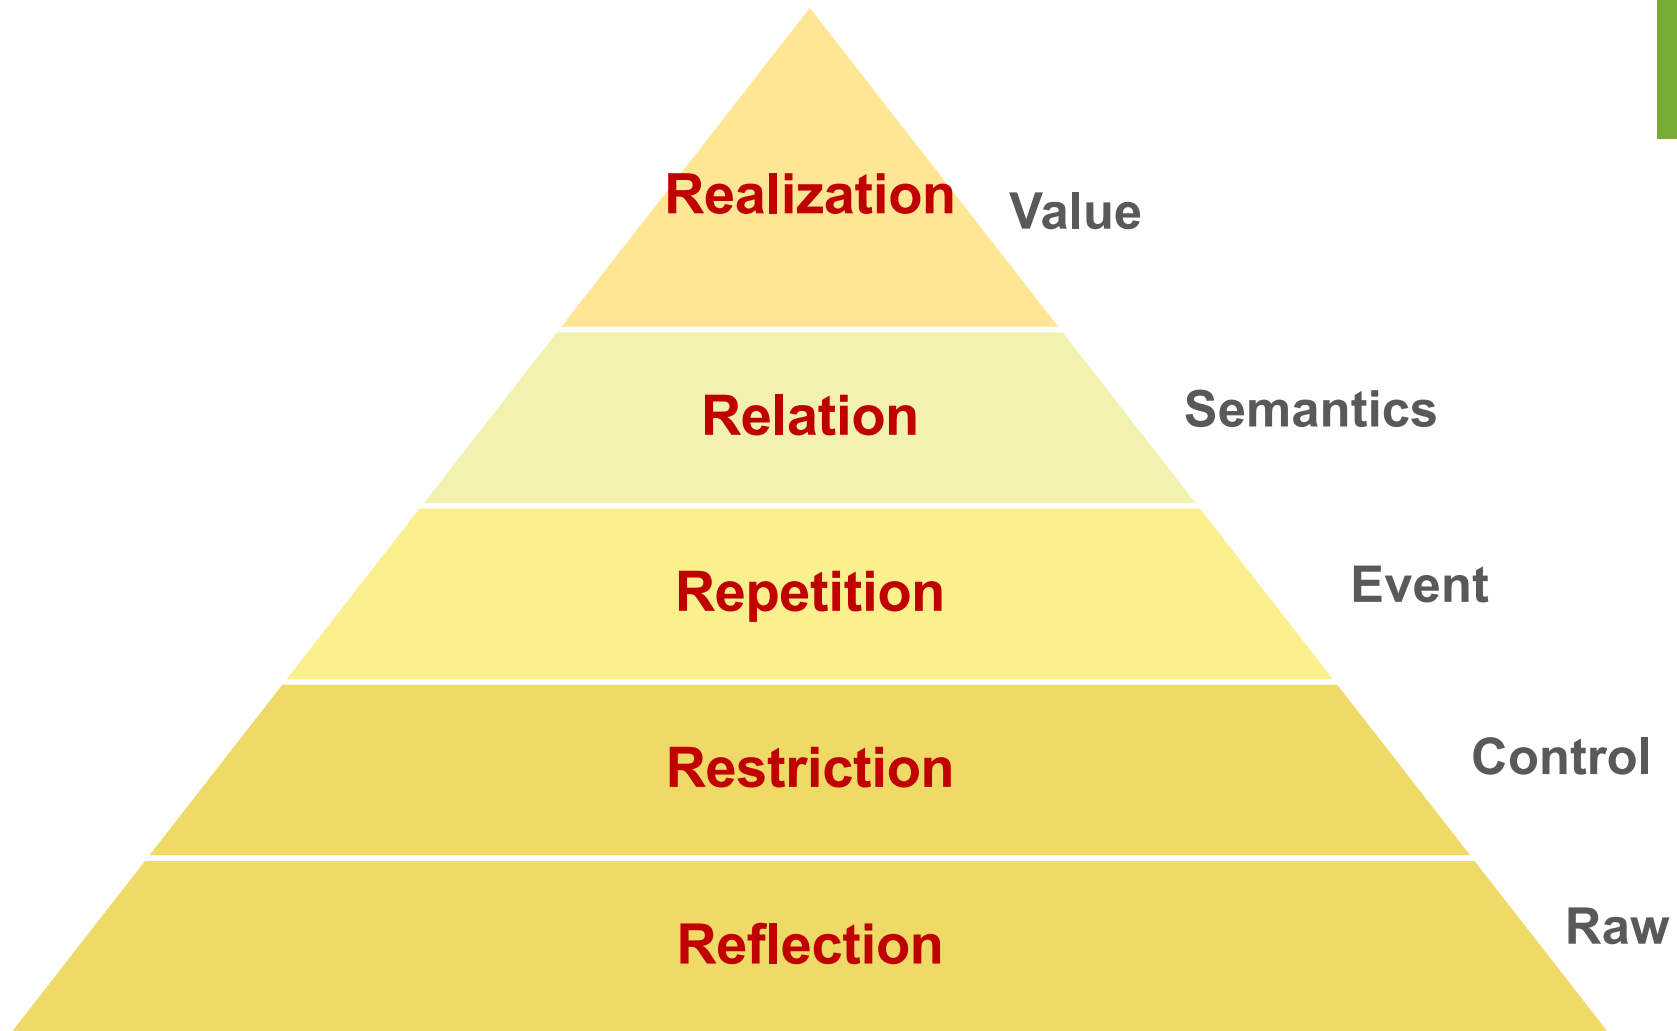 Realization
Value
Relation
Semantics
Repetition
Event
Restriction
Control
Reflection
Raw